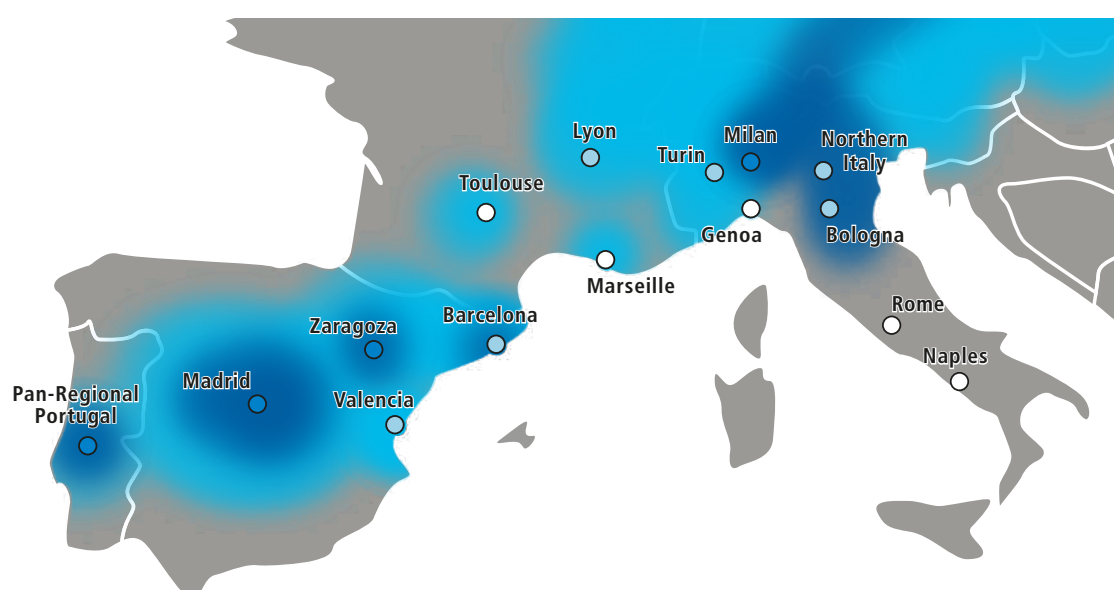 Lyon
Milan
Northern
Italy
Turin
Toulouse
Genoa
Bologna
Marseille
Rome
Barcelona
Zaragoza
Naples
Madrid
Valencia
Pan-Regional
Portugal